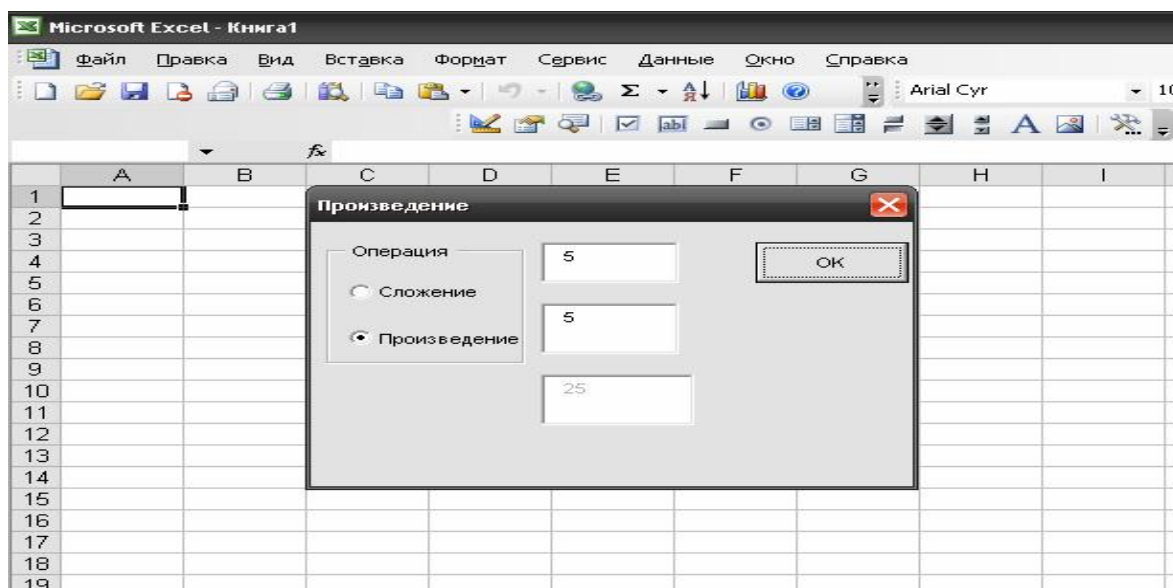 Microsoft Excel - Книга1
Файл Правка Вид Вставка Формат Сервис Данные Окно Справка
Arial Cyr 10
A B C D E F G H I
1
2
3
4
5
6
7
8
9
10
11
12
13
14
15
16
17
18
19
Произведение
Операция
Сложение
Произведение
5
5
25
OK